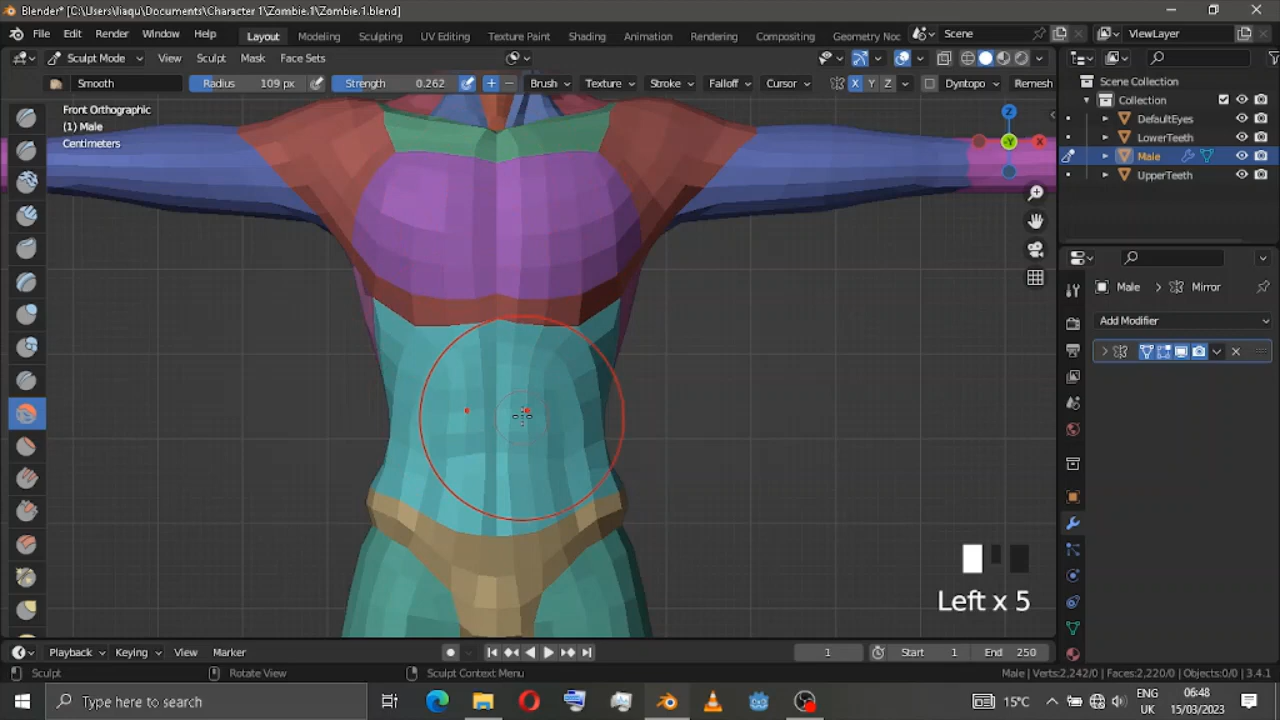 Blender* [C:\Users\liaqu\Documents\Character 1\Zombie.1\Zombie.1.blend]
File Edit Render Window Help Layout Modeling Sculpting UV Editing Texture Paint Shading Animation Rendering Compositing Geometry Noc Scene ViewLayer
Sculpt Mode View Sculpt Mask Face Sets
Smooth Radius 109 px Strength 0.262 Brush Texture Stroke Falloff Cursor X Y Z Dyntopo Remesh
Front Orthographic
(1) Male
Centimeters
Z
X
-Y
Scene Collection
Collection
DefaultEyes
LowerTeeth
Male
UpperTeeth
Male > Mirror
Add Modifier
Left x 5
Playback Keying View Marker 1 Start 1 End 250
Sculpt Rotate View Sculpt Context Menu Male | Verts:2,242/0 | Faces:2,220/0 | Objects:0/0 | 3.4.1
Type here to search 15°C ENG 06:48
UK 15/03/2023